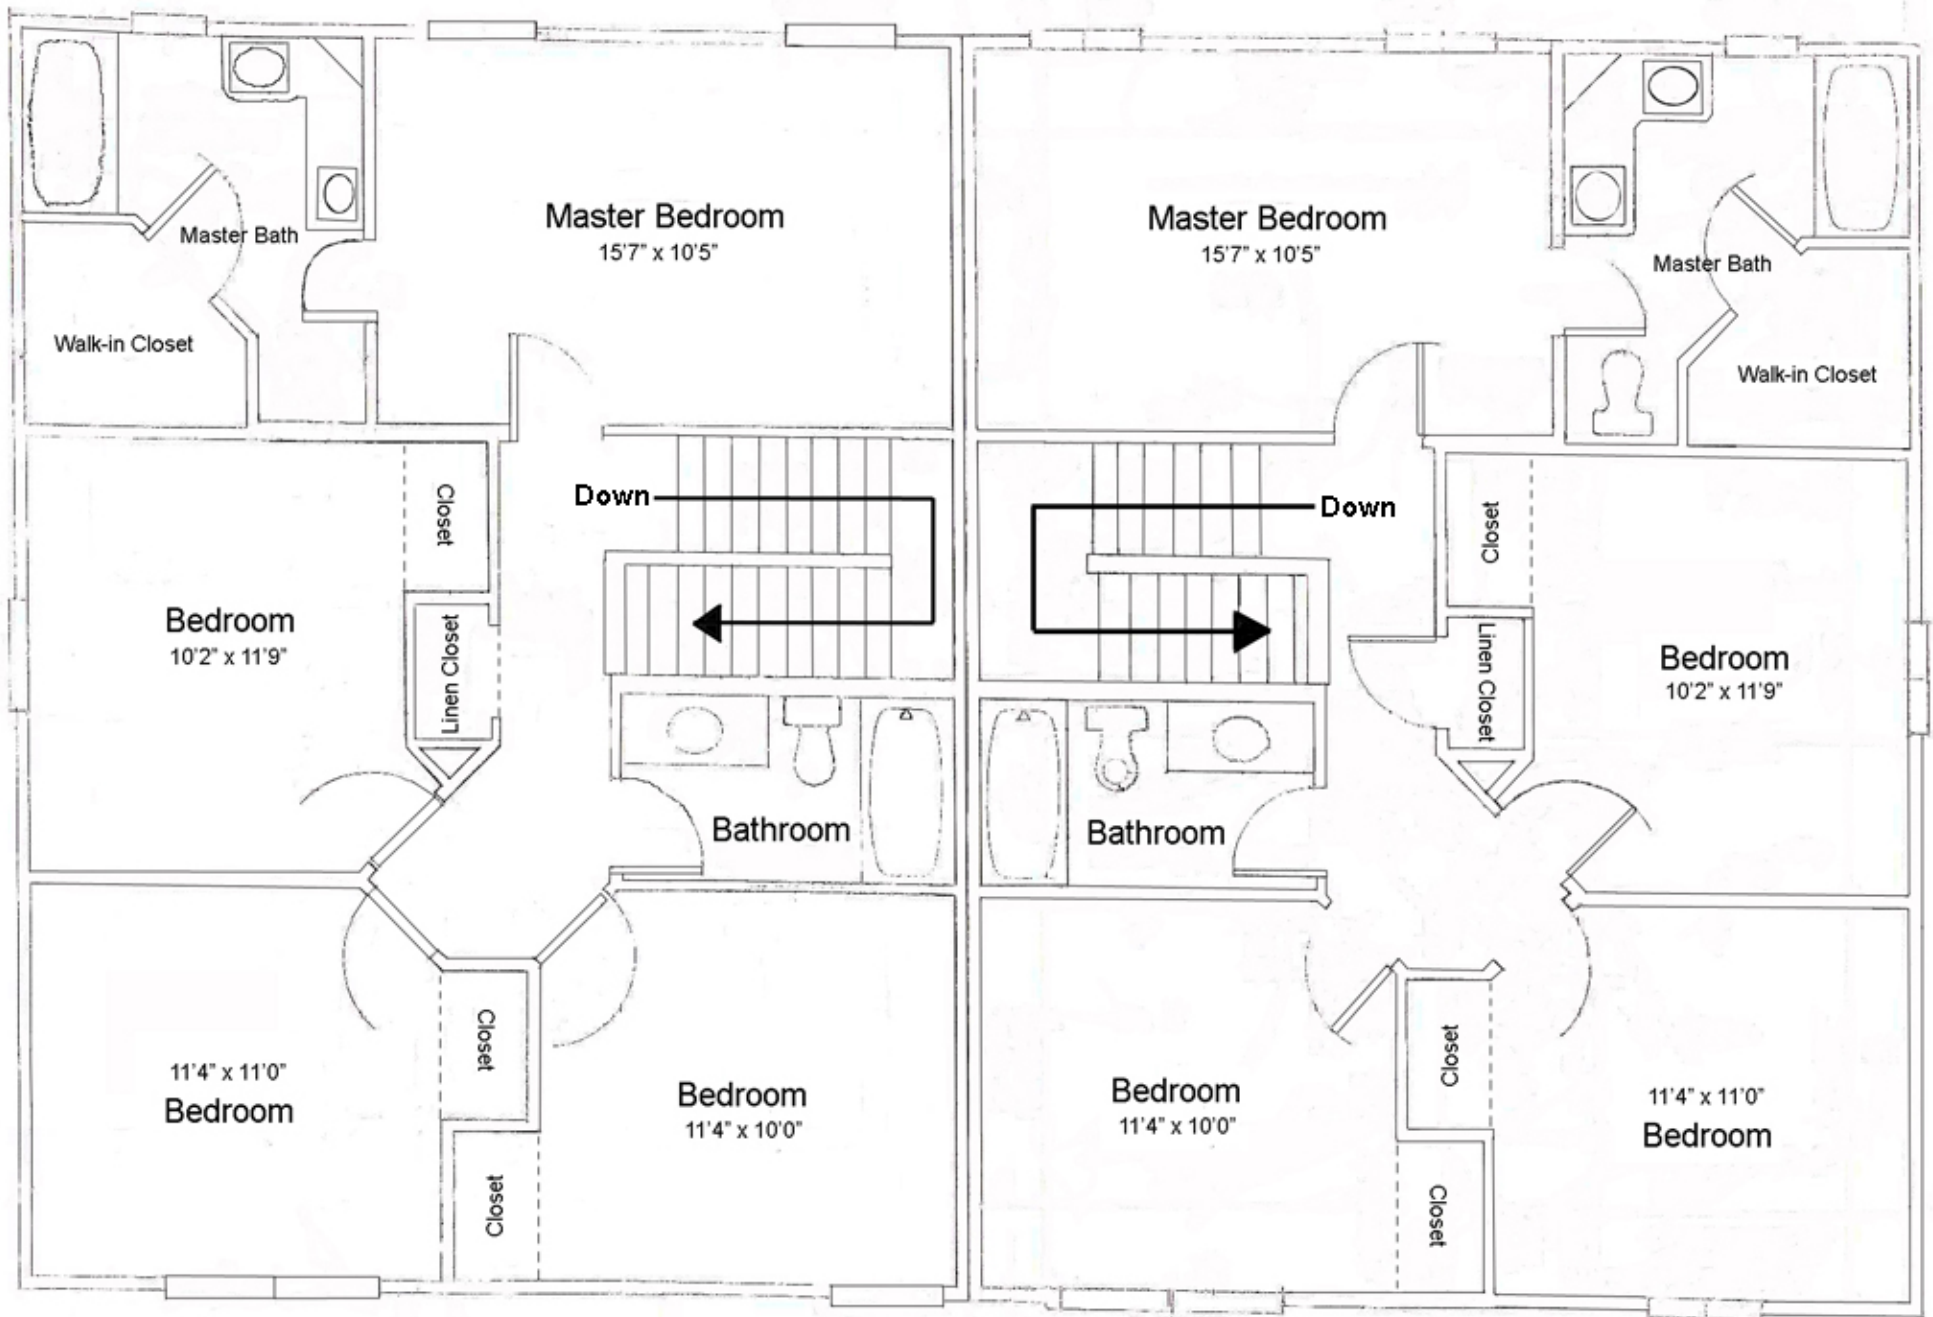 Master Bedroom
15'7" x 10'5"
Master Bath
Walk-in Closet
Closet
Down
Linen Closet
Bedroom
10'2" x 11'9"
Bathroom
11'4" x 11'0"
Bedroom
Closet
Closet
Bedroom
11'4" x 10'0"
Master Bedroom
15'7" x 10'5"
Master Bath
Walk-in Closet
Down
Closet
Linen Closet
Bedroom
10'2" x 11'9"
Bathroom
Bedroom
11'4" x 10'0"
Closet
Closet
11'4" x 11'0"
Bedroom